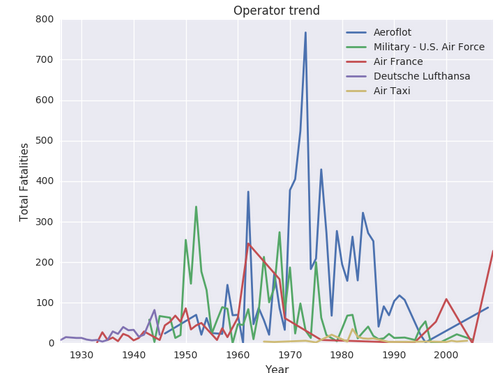 Operator trend
800
700
600
500
400
300
200
100
0
Total Fatalities
Aeroflot
Military - U.S. Air Force
Air France
Deutsche Lufthansa
Air Taxi
1930 1940 1950 1960 1970 1980 1990 2000
Year